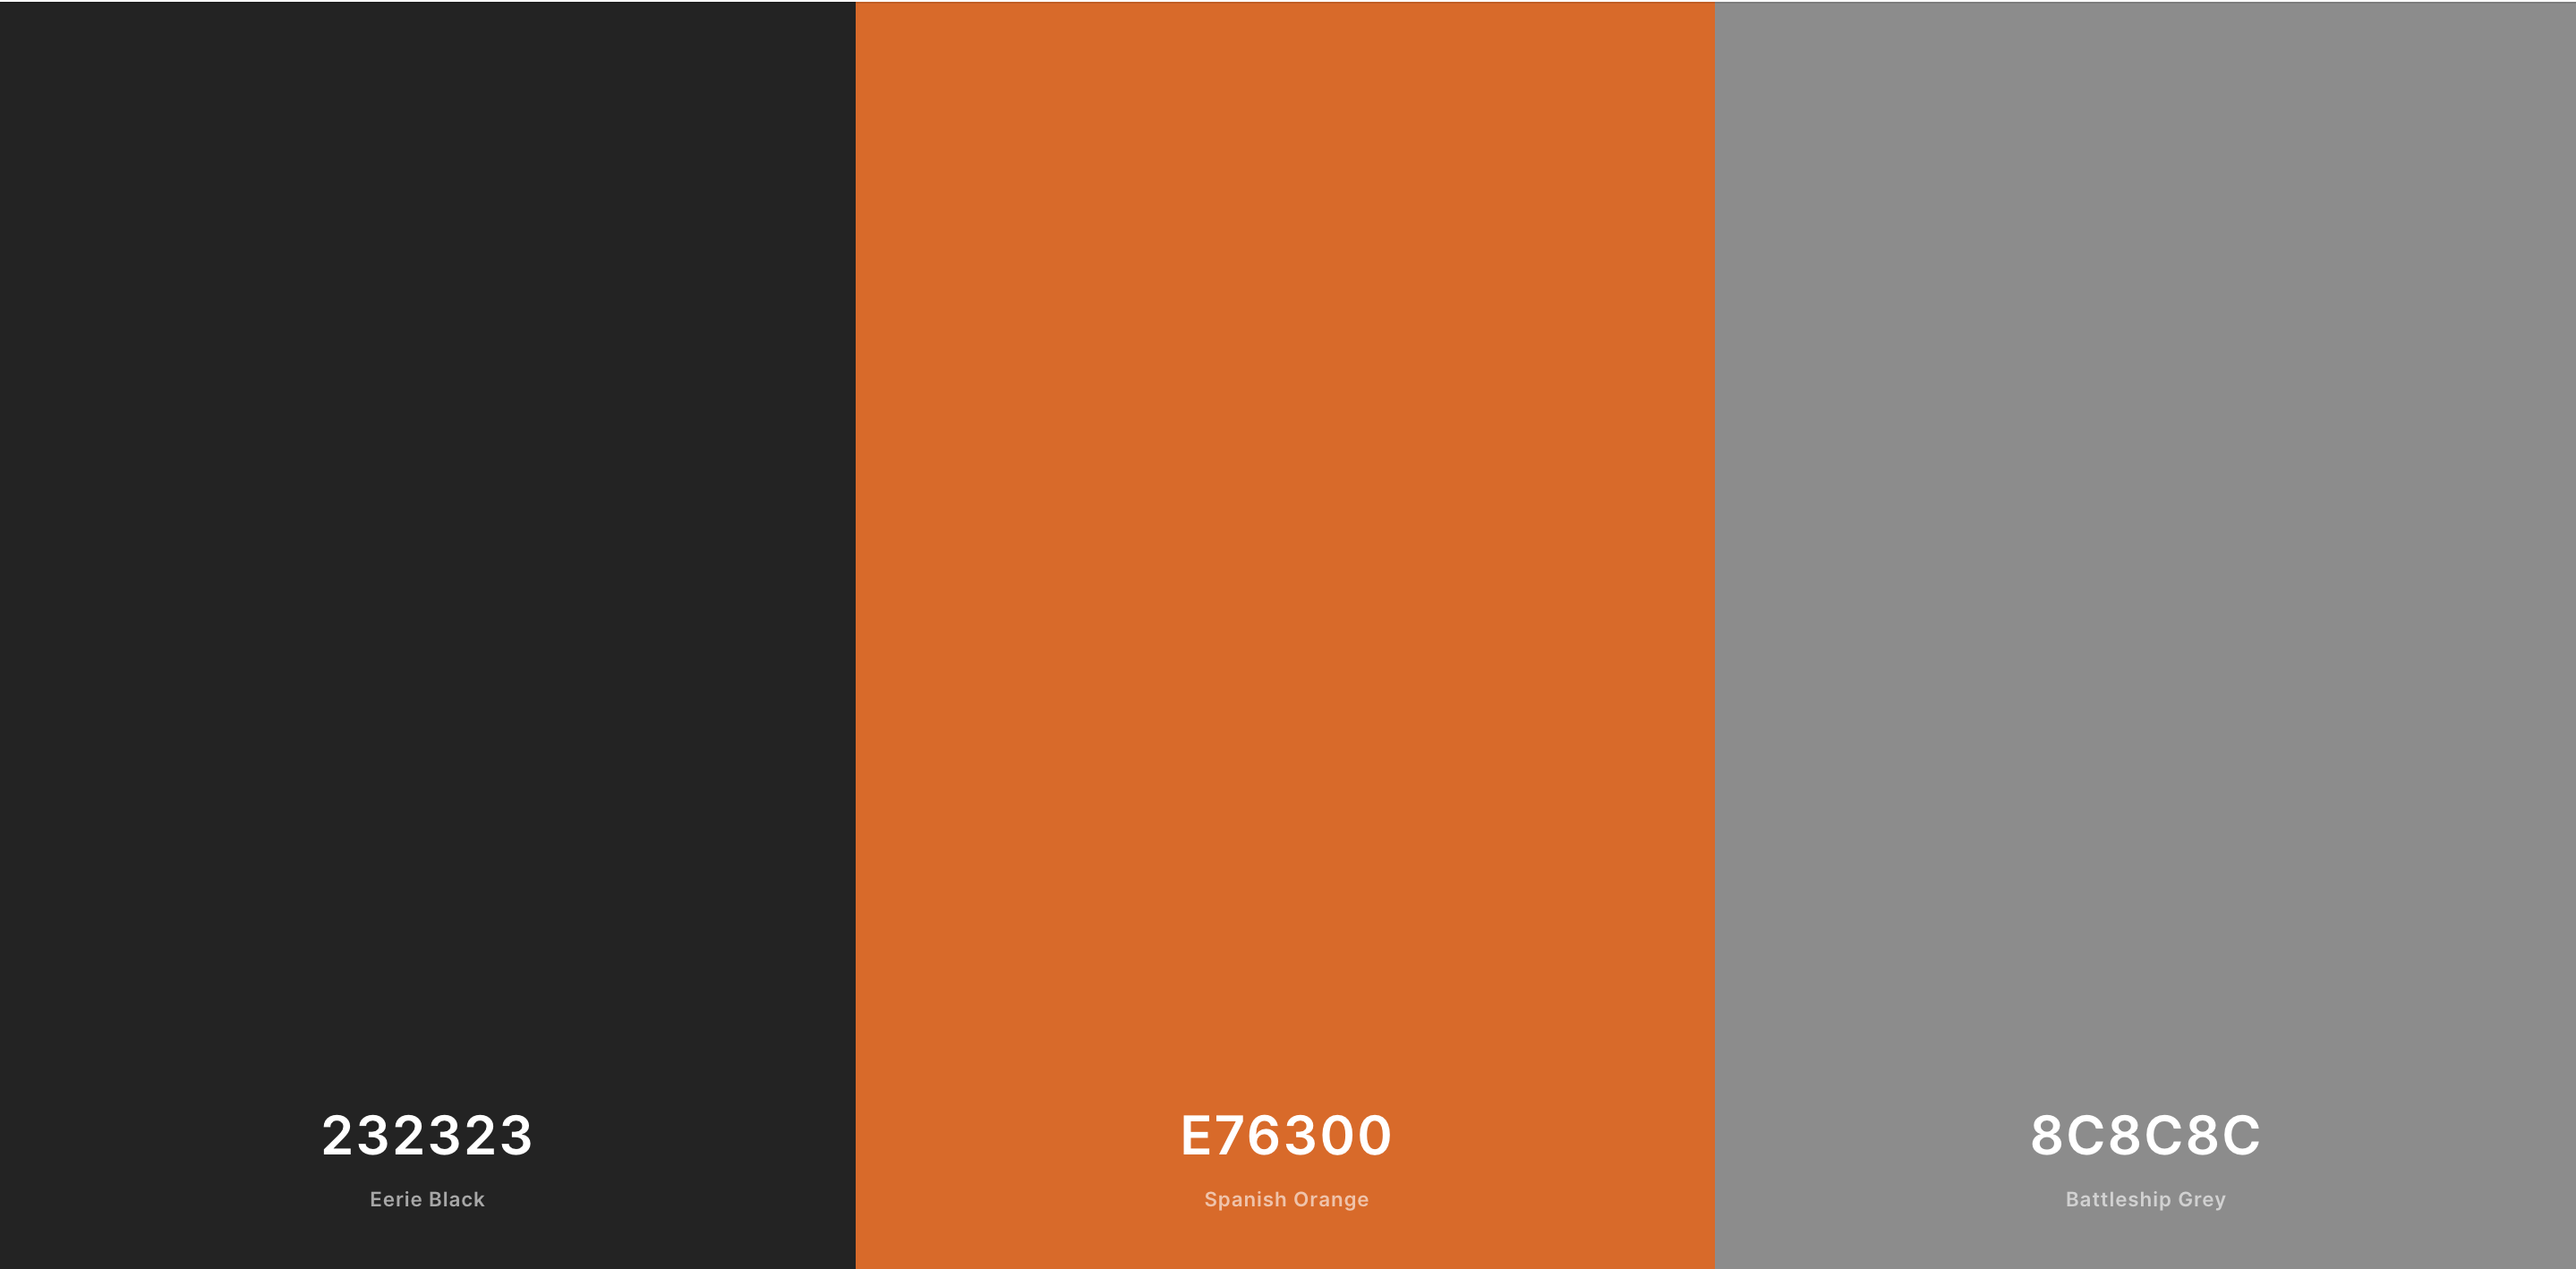 232323
Eerie Black
E76300
Spanish Orange
8C8C8C
Battleship Grey